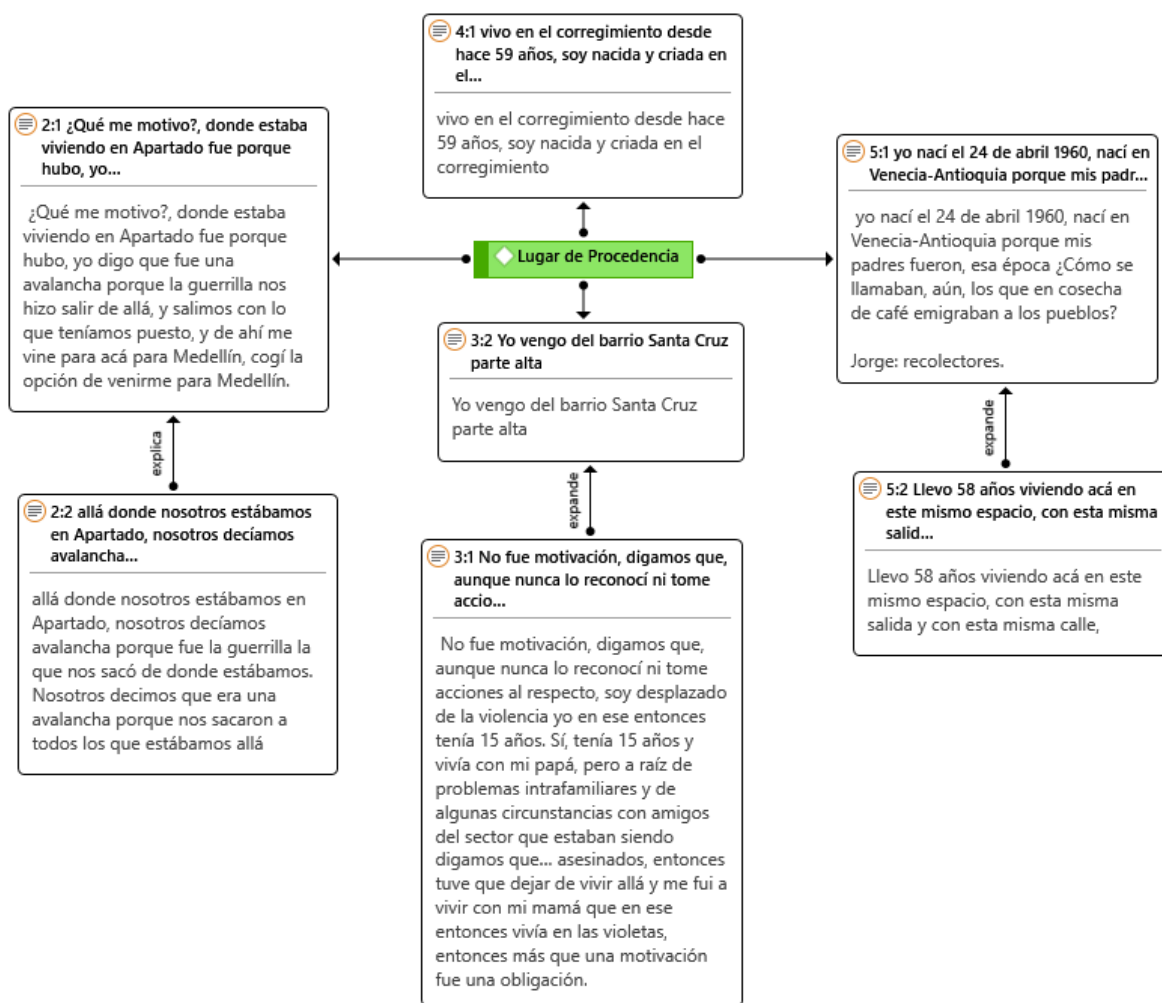 4:1 vivo en el corregimiento desde
hace 59 años, soy nacida y criada en
el...
vivo en el corregimiento desde hace
59 años, soy nacida y criada en el
corregimiento
2:1 ¿Qué me motivo?, donde estaba
viviendo en Apartado fue porque
hubo, yo...
¿Qué me motivo?, donde estaba
viviendo en Apartado fue porque
hubo, yo digo que fue una
avalancha porque la guerrilla nos
hizo salir de allá, y salimos con lo
que teníamos puesto, y de ahí me
vine para acá para Medellín, cogí la
opción de venirme para Medellín.
5:1 yo nací el 24 de abril 1960, nací en
Venecia-Antioquia porque mis padr...
yo nací el 24 de abril 1960, nací en
Venecia-Antioquia porque mis
padres fueron, esa época ¿Cómo se
llamaban, aún, los que en cosecha
de café emigraban a los pueblos?
Jorge: recolectores.
Lugar de Procedencia
3:2 Yo vengo del barrio Santa Cruz
parte alta
Yo vengo del barrio Santa Cruz
parte alta
explica
expande
expande
2:2 allá donde nosotros estábamos
en Apartado, nosotros decíamos
avalancha...
allá donde nosotros estábamos en
Apartado, nosotros decíamos
avalancha porque fue la guerrilla la
que nos sacó de donde estábamos.
Nosotros decimos que era una
avalancha porque nos sacaron a
todos los que estábamos allá
3:1 No fue motivación, digamos que,
aunque nunca lo reconocí ni tome
accio...
No fue motivación, digamos que,
aunque nunca lo reconocí ni tome
acciones al respecto, soy desplazado
de la violencia yo en ese entonces
tenía 15 años. Sí, tenía 15 años y
vivía con mi papá, pero a raíz de
problemas intrafamiliares y de
algunas circunstancias con amigos
del sector que estaban siendo
digamos que... asesinados, entonces
tuve que dejar de vivir allá y me fui a
vivir con mi mamá que en ese
entonces vivía en las violetas,
entonces más que una motivación
fue una obligación.
5:2 Llevo 58 años viviendo acá en
este mismo espacio, con esta misma
salid...
Llevo 58 años viviendo acá en este
mismo espacio, con esta misma
salida y con esta misma calle,